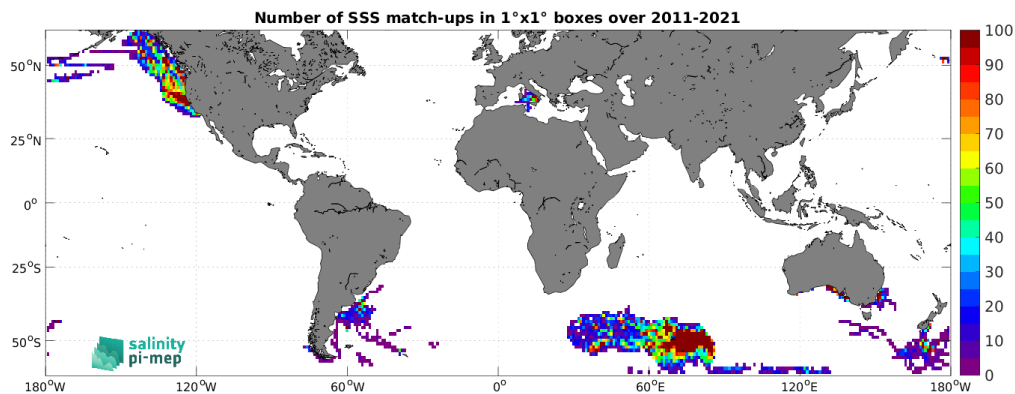 Number of SSS match-ups in 1°x1° boxes over 2011-2021
100
90
80
70
60
50
40
30
20
10
0
50°N
25°N
0°
25°S
50°S
salinity
pi-mep
180°W 120°W 60°W 0° 60°E 120°E 180°W